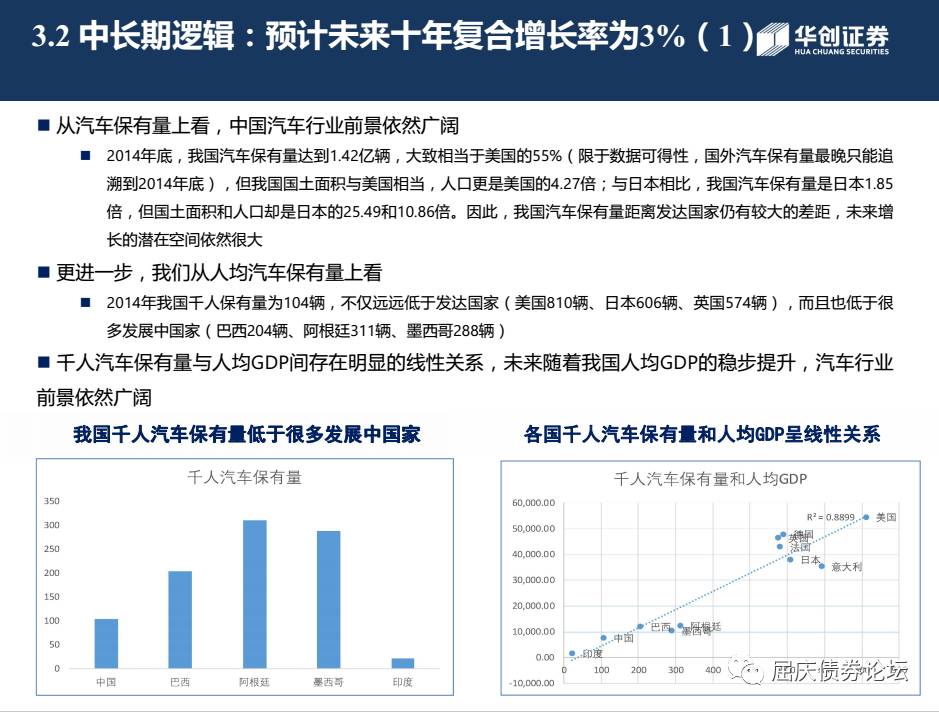 3.2 中长期逻辑：预计未来十年复合增长率为3%（1）
华创证券
HUA CHUANG SECURITIES
从汽车保有量上看，中国汽车行业前景依然广阔
2014年底，我国汽车保有量达到1.42亿辆，大致相当于美国的55%（限于数据可得性，国外汽车保有量最晚只能追
溯到2014年底），但我国国土面积与美国相当，人口更是美国的4.27倍；与日本相比，我国汽车保有量是日本1.85
倍，但国土面积和人口却是日本的25.49和10.86倍。因此，我国汽车保有量距离发达国家仍有较大的差距，未来增
长的潜在空间依然很大
更进一步，我们从人均汽车保有量上看
2014年我国千人保有量为104辆，不仅远远低于发达国家（美国810辆、日本606辆、英国574辆），而且也低于很
多发展中国家（巴西204辆、阿根廷311辆、墨西哥288辆）
千人汽车保有量与人均GDP间存在明显的线性关系，未来随着我国人均GDP的稳步提升，汽车行业
前景依然广阔
我国千人汽车保有量低于很多发展中国家
千人汽车保有量
350
300
250
200
150
100
50
0
中国 巴西 阿根廷 墨西哥 印度
各国千人汽车保有量和人均GDP呈线性关系
千人汽车保有量和人均GDP
60,000.00
50,000.00
40,000.00
30,000.00
20,000.00
10,000.00
0.00
-10,000.00
R² = 0.8899
美国
德国
英国
法国
日本
意大利
巴西
阿根廷
墨西哥
中国
印度
0 100 200 300 400
屈庆债券论坛